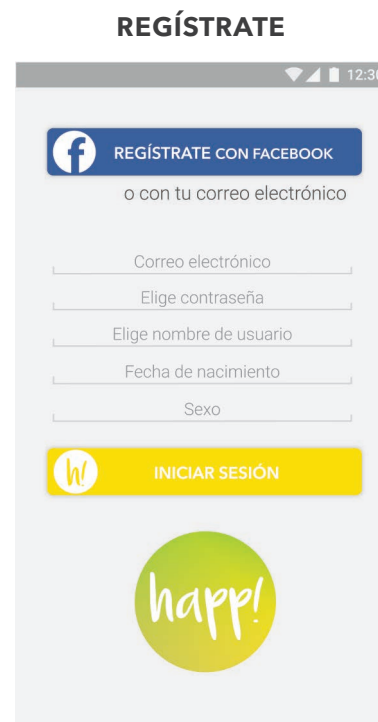 REGÍSTRATE
12:30
f REGÍSTRATE CON FACEBOOK
o con tu correo electrónico
Correo electrónico
Elige contraseña
Elige nombre de usuario
Fecha de nacimiento
Sexo
h! INICIAR SESIÓN
happ!